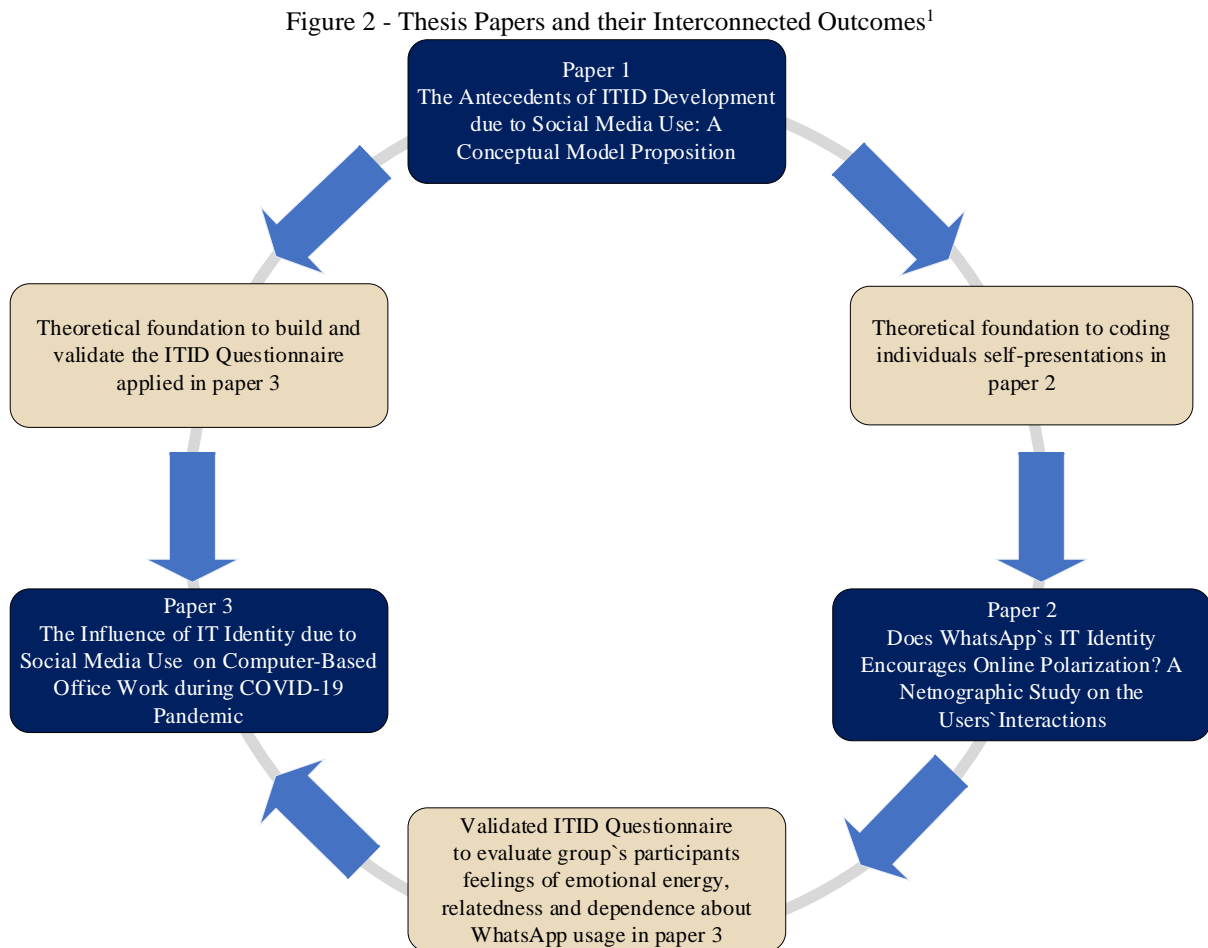 Figure 2 - Thesis Papers and their Interconnected Outcomes¹
Paper 1
The Antecedents of ITID Development
due to Social Media Use: A
Conceptual Model Proposition
Theoretical foundation to build and
validate the ITID Questionnaire
applied in paper 3
Theoretical foundation to coding
individuals self-presentations in
paper 2
Paper 3
The Influence of IT Identity due to
Social Media Use on Computer-Based
Office Work during COVID-19
Pandemic
Paper 2
Does WhatsApp`s IT Identity
Encourages Online Polarization? A
Netnographic Study on the
Users`Interactions
Validated ITID Questionnaire
to evaluate group`s participants
feelings of emotional energy,
relatedness and dependence about
WhatsApp usage in paper 3